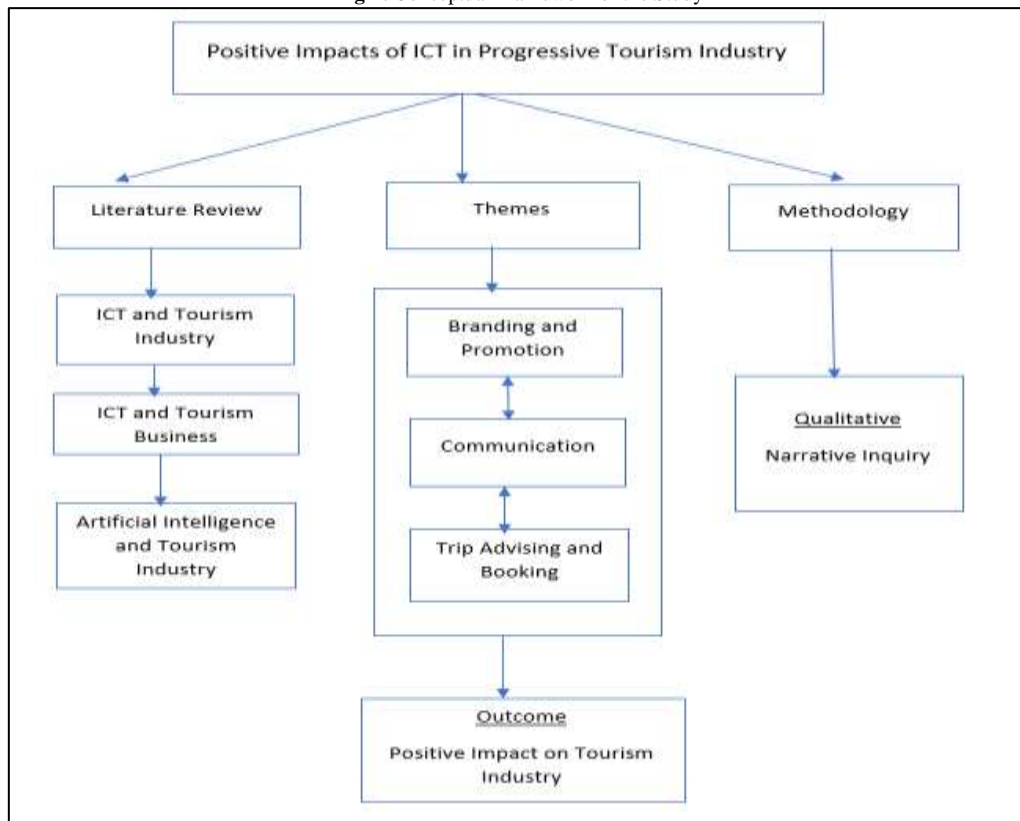 Positive Impacts of ICT in Progressive Tourism Industry
Literature Review
Themes
Methodology
ICT and Tourism
Industry
ICT and Tourism
Business
Artificial Intelligence
and Tourism
Industry
Branding and
Promotion
Communication
Trip Advising and
Booking
Qualitative
Narrative Inquiry
Outcome
Positive Impact on Tourism
Industry